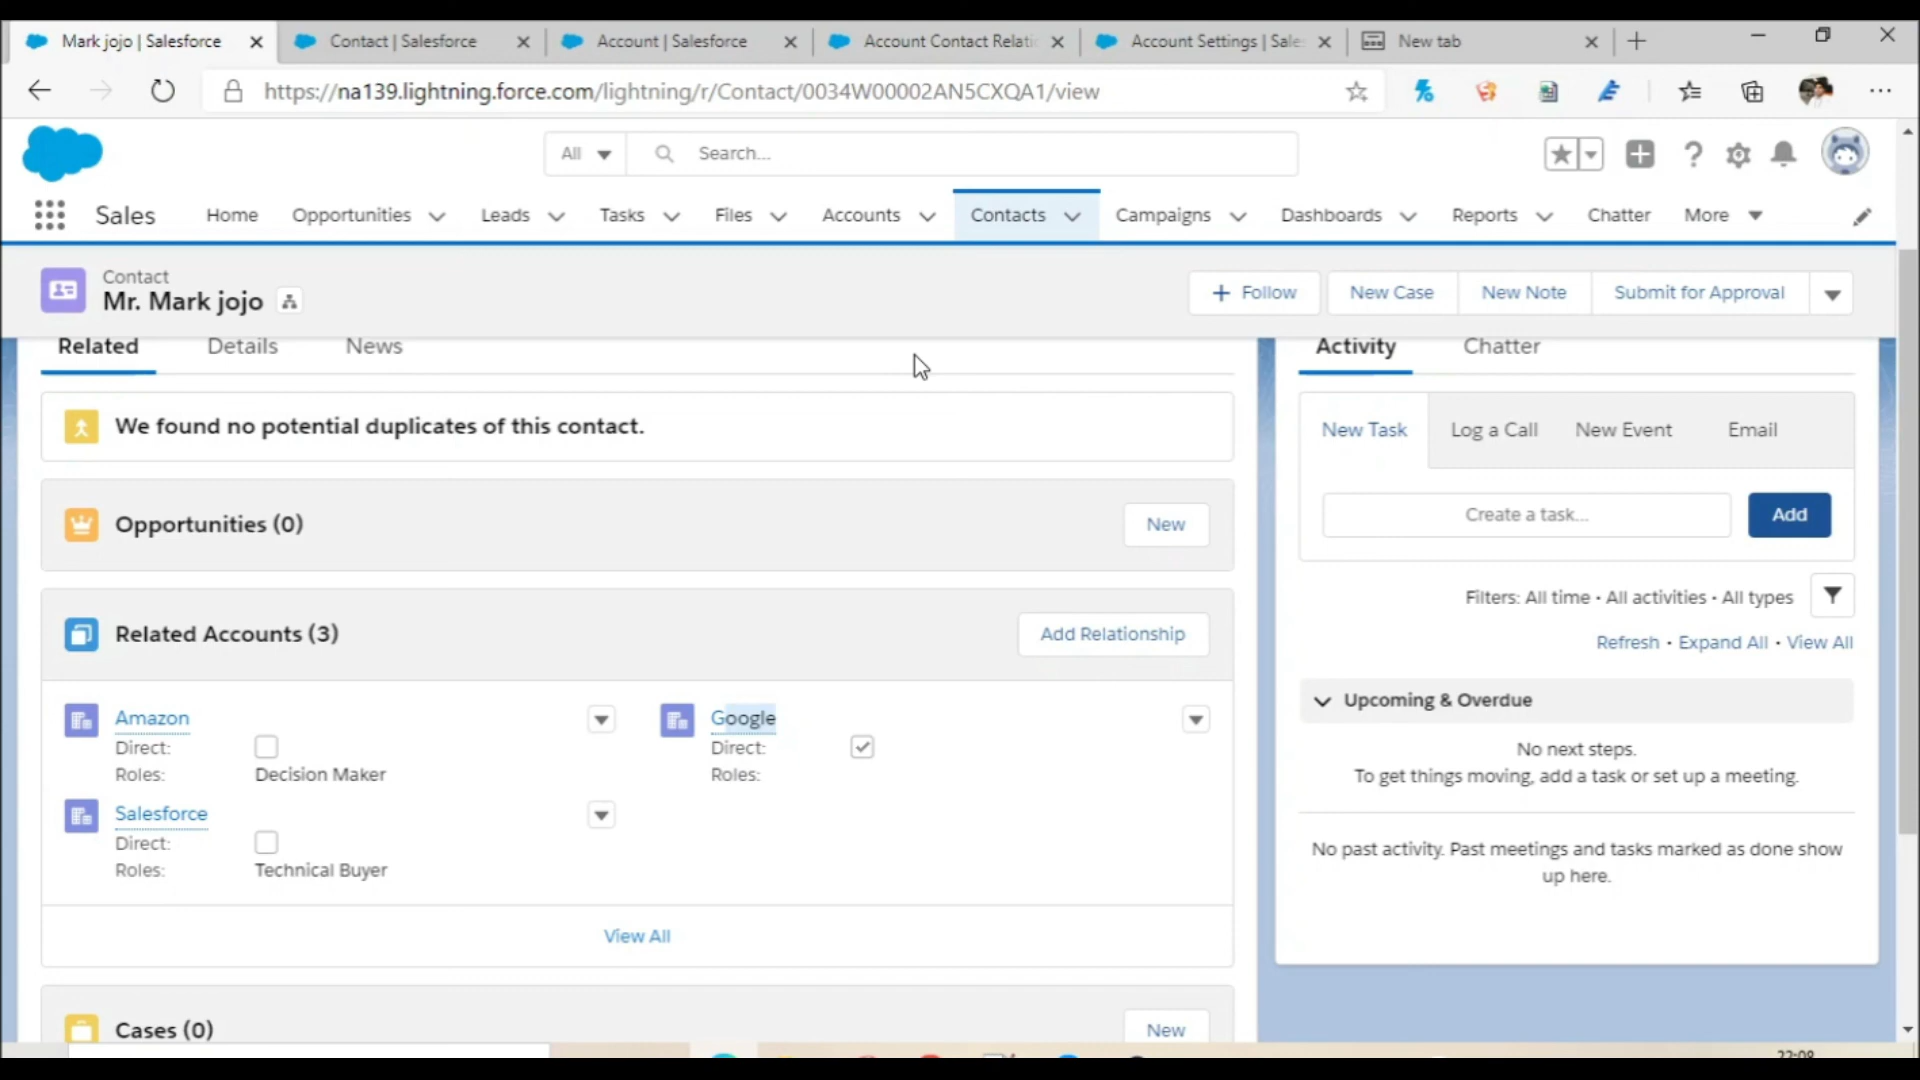 Mark jojo | Salesforce
Contact | Salesforce
Account | Salesforce
Account Contact Relati
Account Settings | Sale
New tab
https://na139.lightning.force.com/lightning/r/Contact/0034W00002AN5CXQA1/view
All
Search...
Sales
Home
Opportunities
Leads
Tasks
Files
Accounts
Contacts
Campaigns
Dashboards
Reports
Chatter
More
Contact
Mr. Mark jojo
Follow
New Case
New Note
Submit for Approval
Related
Details
News
We found no potential duplicates of this contact.
Opportunities (0)
New
Related Accounts (3)
Add Relationship
Amazon
Direct:
Roles: Decision Maker
Google
Direct:
Roles:
Salesforce
Direct:
Roles: Technical Buyer
View All
Cases (0)
New
Activity
Chatter
New Task
Log a Call
New Event
Email
Create a task...
Add
Filters: All time • All activities • All types
Refresh • Expand All • View All
Upcoming & Overdue
No next steps.
To get things moving, add a task or set up a meeting.
No past activity. Past meetings and tasks marked as done show
up here.